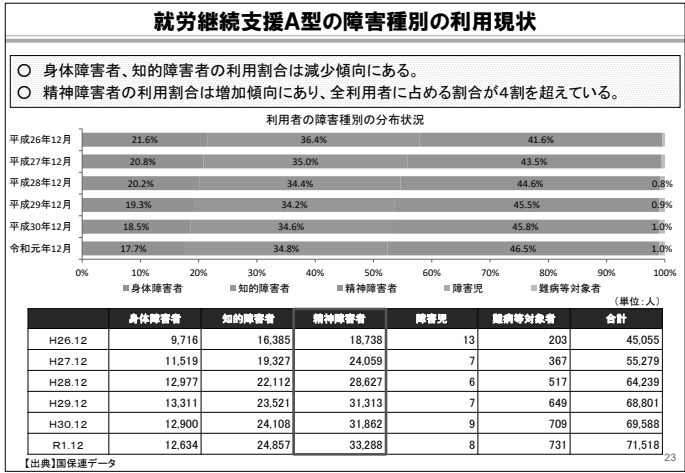 就労継続支援A型の障害種別の利用現状
○ 身体障害者、知的障害者の利用割合は減少傾向にある。
○ 精神障害者の利用割合は増加傾向にあり、全利用者に占める割合が4割を超えている。
利用者の障害種別の分布状況
平成26年12月 21.6% 36.4% 41.6%
平成27年12月 20.8% 35.0% 43.5%
平成28年12月 20.2% 34.4% 44.6% 0.8%
平成29年12月 19.3% 34.2% 45.5% 0.9%
平成30年12月 18.5% 34.6% 45.8% 1.0%
令和元年12月 17.7% 34.8% 46.5% 1.0%
0% 10% 20% 30% 40% 50% 60% 70% 80% 90% 100%
■身体障害者 ■知的障害者 ■精神障害者 ■障害児 ■難病等対象者
(単位:人)
身体障害者 知的障害者 精神障害者 障害児 難病等対象者 合計
H26.12 9,716 16,385 18,738 13 203 45,055
H27.12 11,519 19,327 24,059 7 367 55,279
H28.12 12,977 22,112 28,627 6 517 64,239
H29.12 13,311 23,521 31,313 7 649 68,801
H30.12 12,900 24,108 31,862 9 709 69,588
R1.12 12,634 24,857 33,288 8 731 71,518
【出典】国保連データ
23